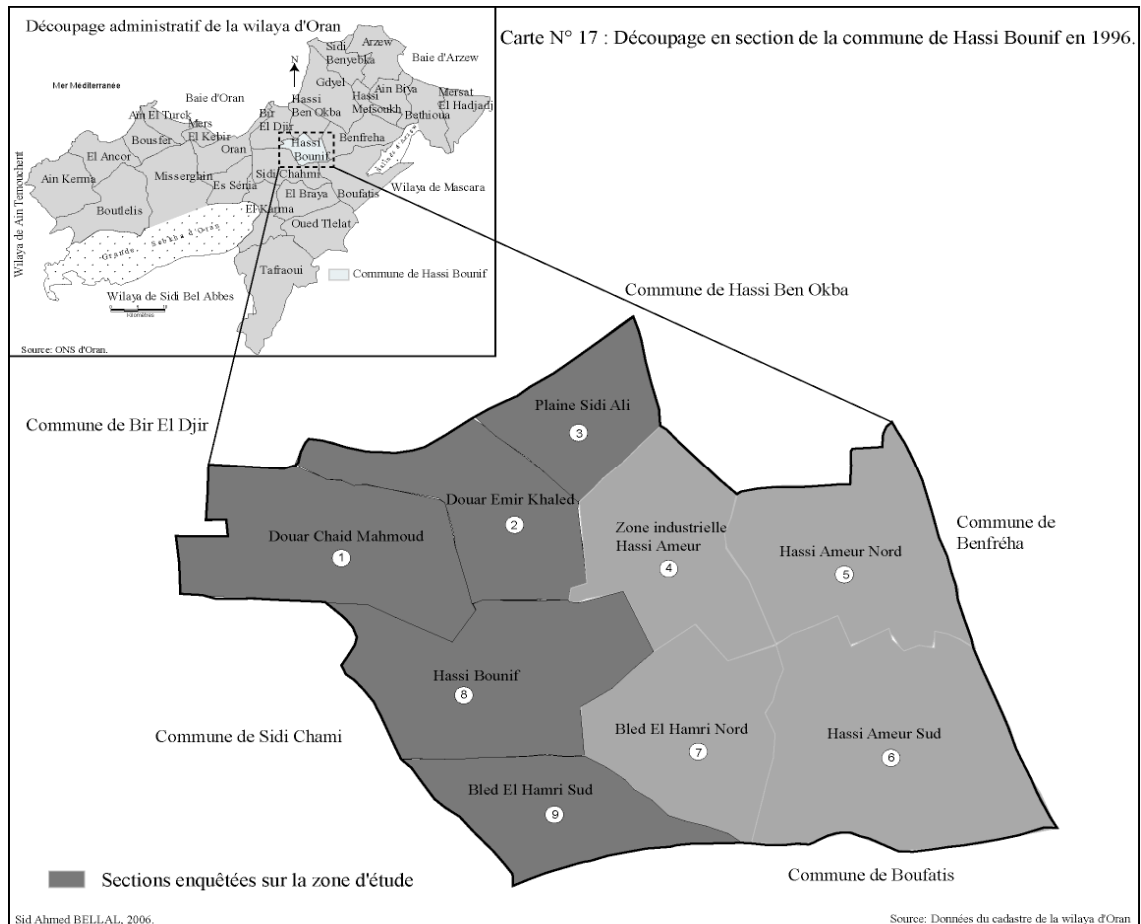 Découpage administratif de la wilaya d'Oran
Carte N° 17 : Découpage en section de la commune de Hassi Bounif en 1996.
Sidi
Benyebka
Arzew
Baie d'Arzew
N
Mer Méditerranée
Gdyel
Ain Biya
Mersat
El Hadjadj
Baie d'Oran
Hassi
Ben Okba
Hassi
Mefsoukh
Bethioua
Ain El Turck
Mers
El Kebir
Bir
El Djir
Bousfer
Oran
Benfreha
Hassi
Bounif
El Ancor
Misserghin
Sidi Chahmi
Ain Kerma
Es Sénia
El Braya
Boufatis
Wilaya de Mascara
Boutlelis
El Karma
Oued Tlelat
Grande Sebkha d'Oran
Tafraoui
Wilaya de Ain Temouchent
Commune de Hassi Bounif
Wilaya de Sidi Bel Abbes
Kilomètres
Source: ONS d'Oran.
Commune de Hassi Ben Okba
Commune de Bir El Djir
Plaine Sidi Ali
3
Douar Emir Khaled
2
Douar Chaid Mahmoud
1
Zone industrielle
Hassi Ameur
4
Hassi Ameur Nord
5
Commune de
Benfréha
Hassi Bounif
8
Commune de Sidi Chami
Bled El Hamri Nord
7
Hassi Ameur Sud
6
Bled El Hamri Sud
9
Commune de Boufatis
Sections enquêtées sur la zone d'étude
Sid Ahmed BELLAL, 2006.
Source: Données du cadastre de la wilaya d'Oran